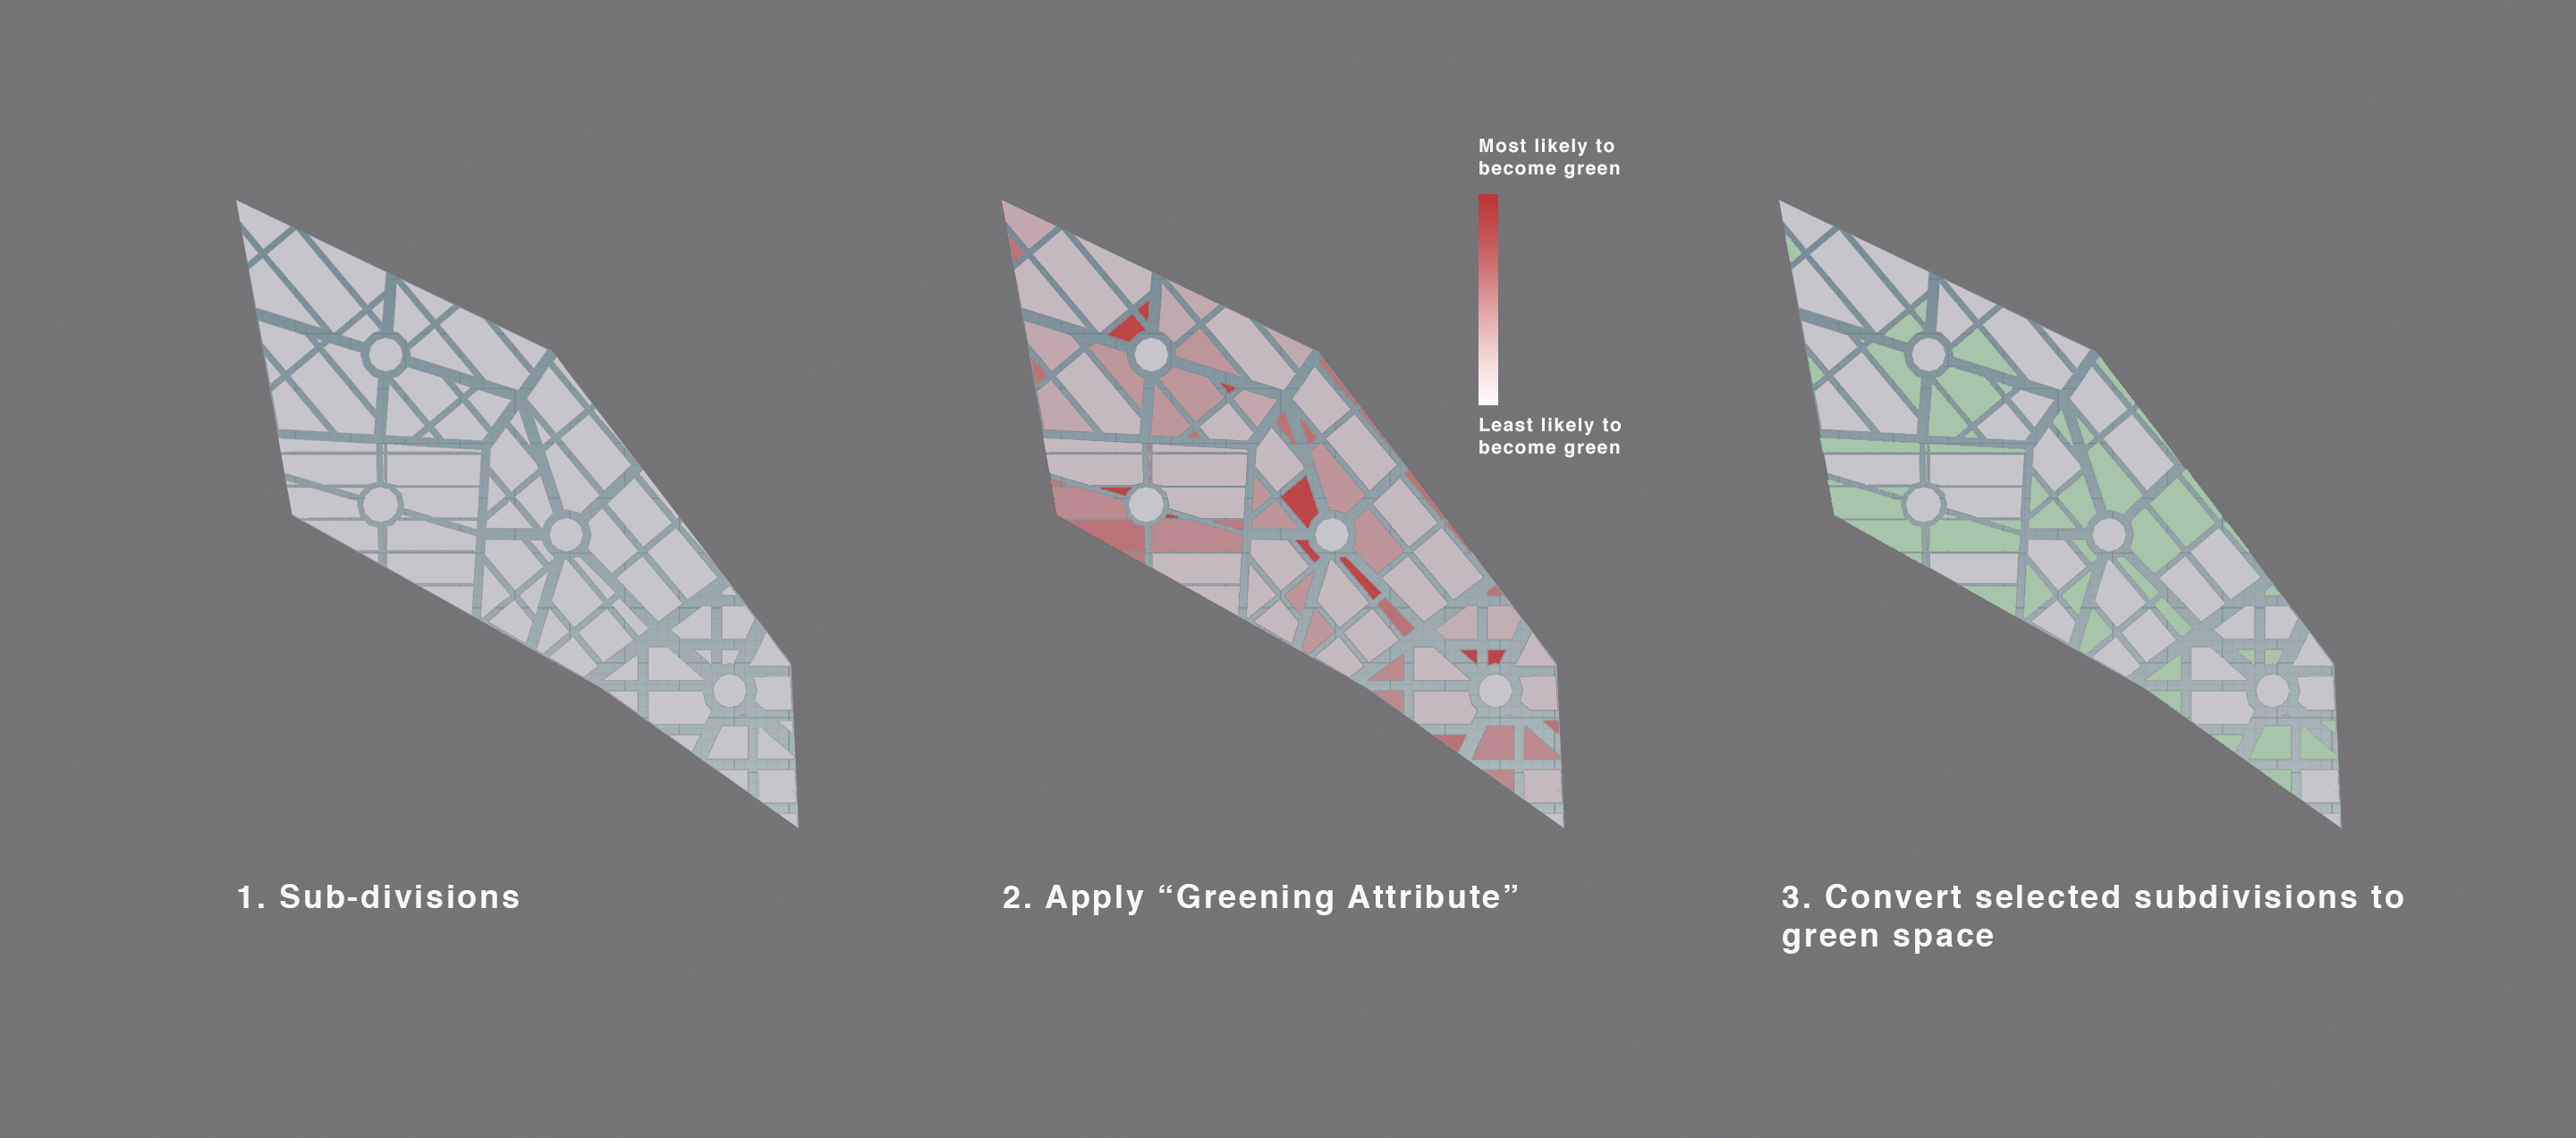 Most likely to
become green
Least likely to
become green
1. Sub-divisions
2. Apply “Greening Attribute”
3. Convert selected subdivisions to
green space